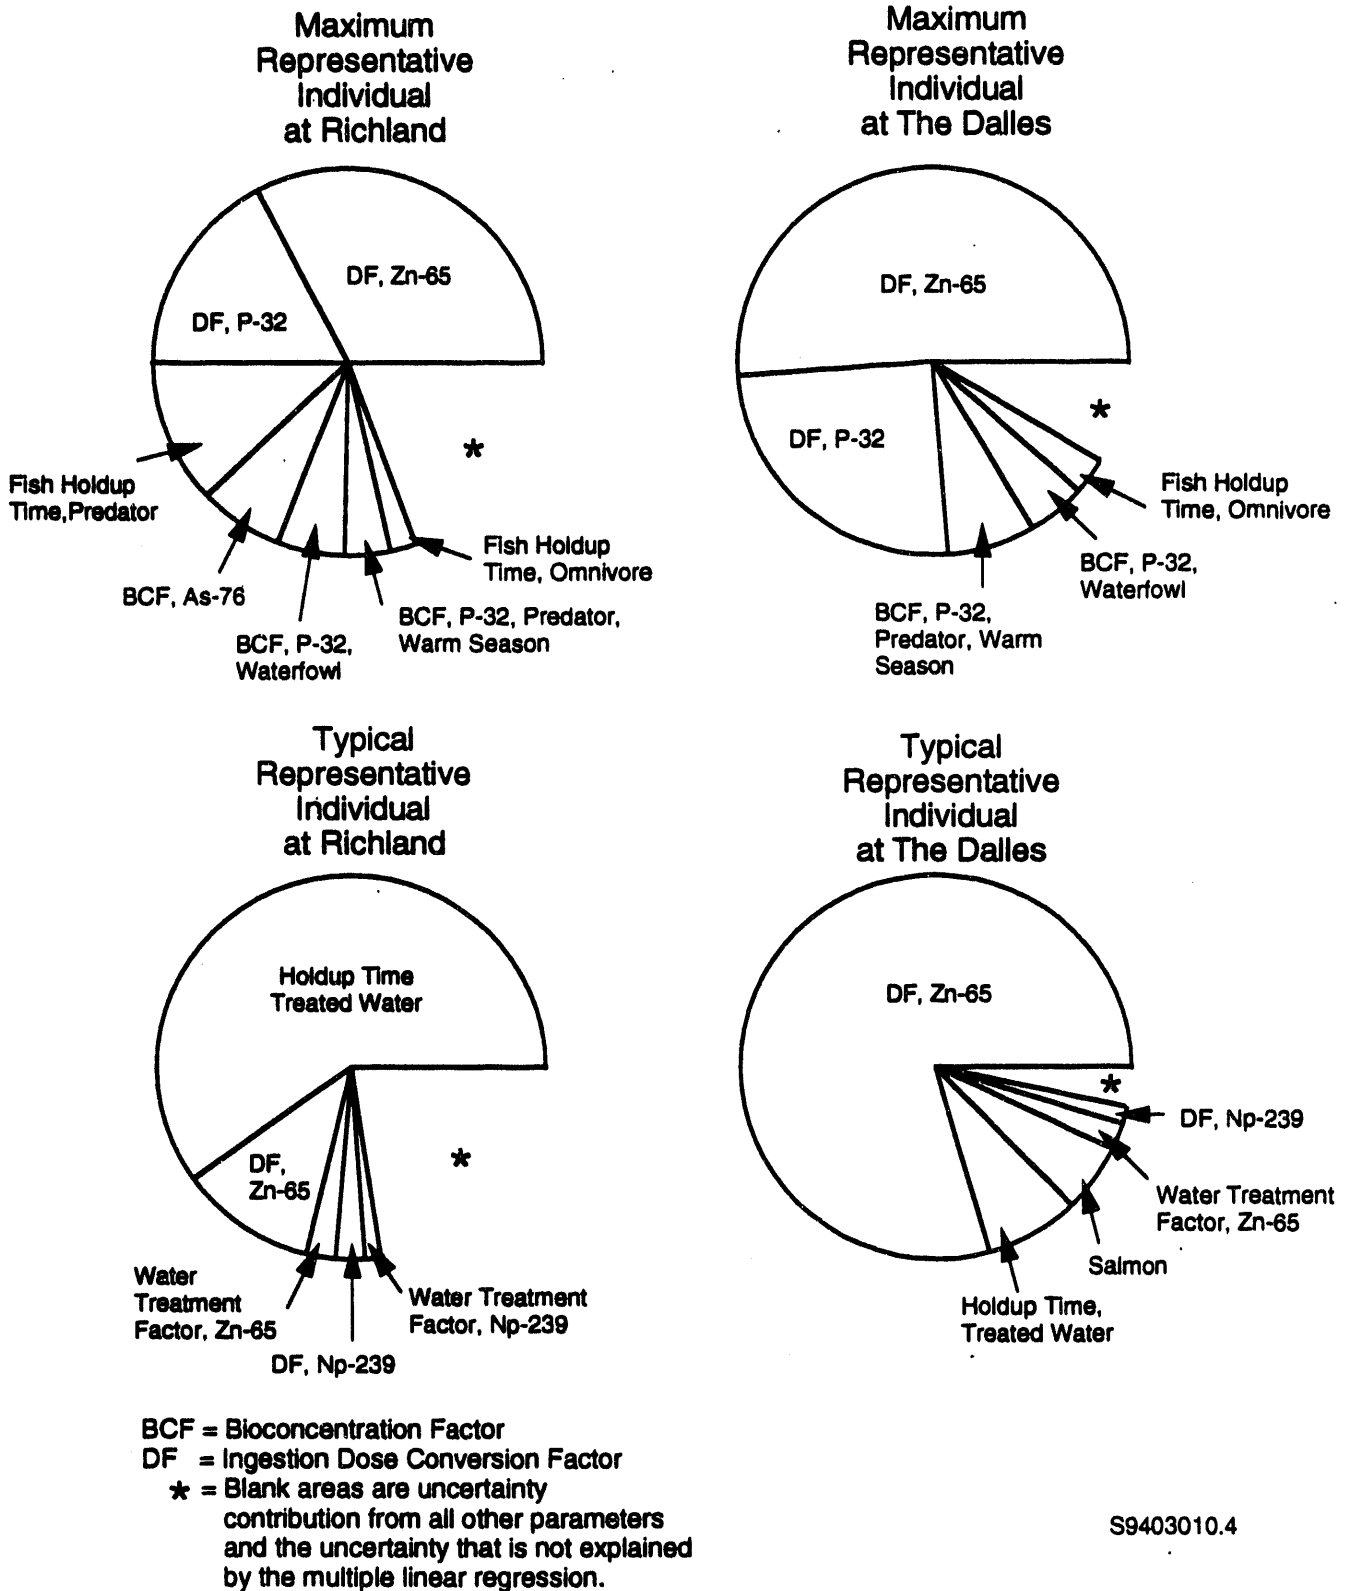 Maximum
Representative
Individual
at Richland
DF, Zn-65
DF, P-32
*
Fish Holdup
Time,Predator
BCF, As-76
BCF, P-32,
Waterfowl
BCF, P-32, Predator,
Warm Season
Fish Holdup
Time, Omnivore
Maximum
Representative
Individual
at The Dalles
DF, Zn-65
DF, P-32
*
Fish Holdup
Time, Omnivore
BCF, P-32,
Waterfowl
BCF, P-32,
Predator, Warm
Season
Typical
Representative
Individual
at Richland
Holdup Time
Treated Water
DF,
Zn-65
*
Water
Treatment
Factor, Zn-65
DF, Np-239
Water Treatment
Factor, Np-239
Typical
Representative
Individual
at The Dalles
DF, Zn-65
*
DF, Np-239
Water Treatment
Factor, Zn-65
Salmon
Holdup Time,
Treated Water
BCF = Bioconcentration Factor
DF = Ingestion Dose Conversion Factor
* = Blank areas are uncertainty
contribution from all other parameters
and the uncertainty that is not explained
by the multiple linear regression.
S9403010.4